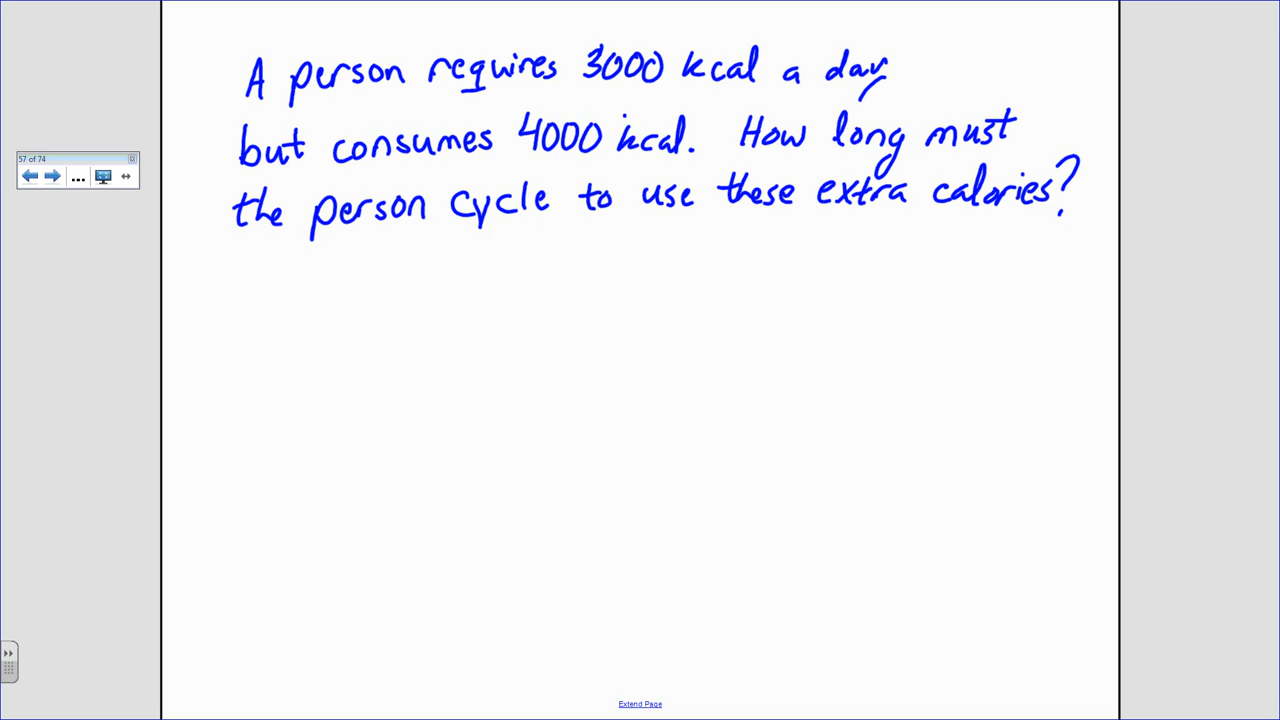 A person requires 3000 kcal a day
but consumes 4000 kcal. How long must
57 of 74
...
the person cycle to use these extra calories?
Extend Page